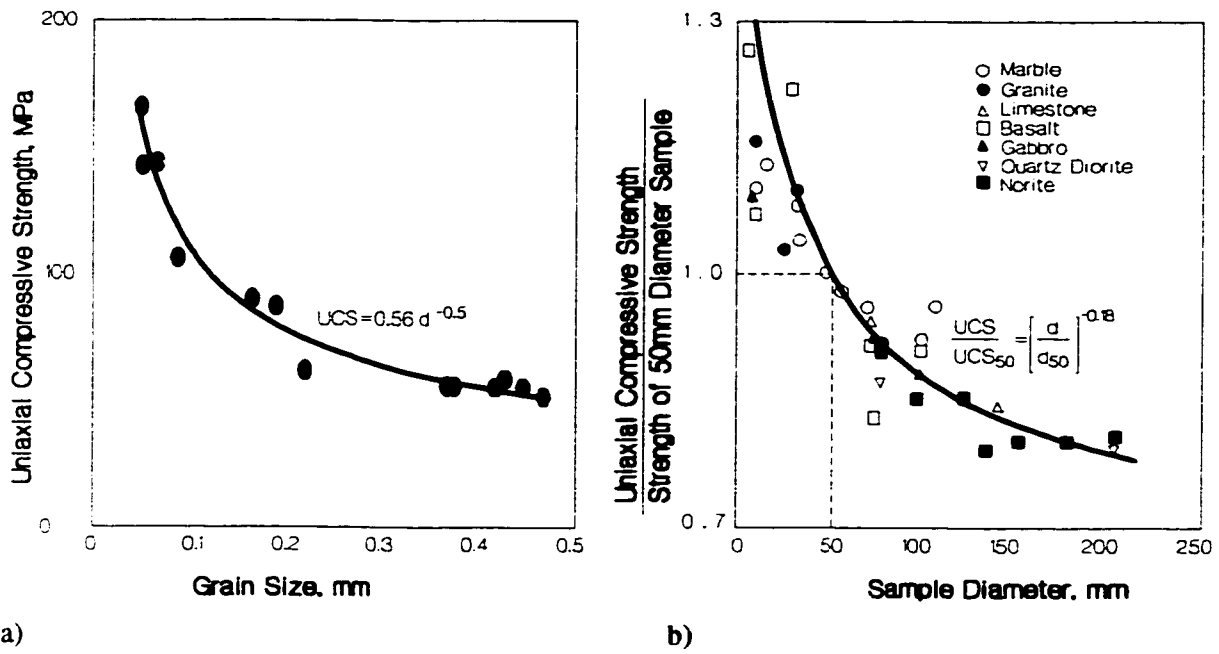 200
100
0
Uniaxial Compressive Strength, MPa
UCS=0.56 d -0.5
0
0.1
0.2
0.3
0.4
0.5
Grain Size, mm
a)
1.3
1.0
0.7
Uniaxial Compressive Strength
Strength of 50mm Diameter Sample
Marble
Granite
Limestone
Basalt
Gabbro
Quartz Diorite
Norite
UCS/UCS50 = [d/d50]-0.18
0
50
100
150
200
250
Sample Diameter, mm
b)